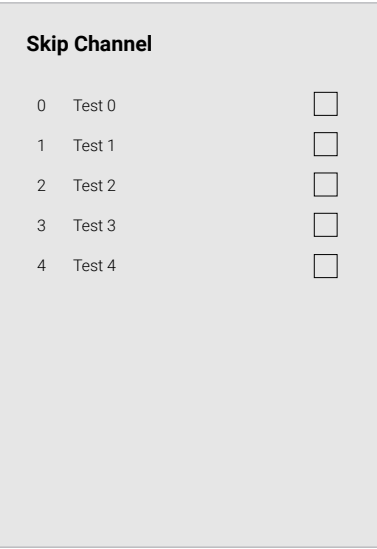 Skip Channel
0 Test 0
1 Test 1
2 Test 2
3 Test 3
4 Test 4